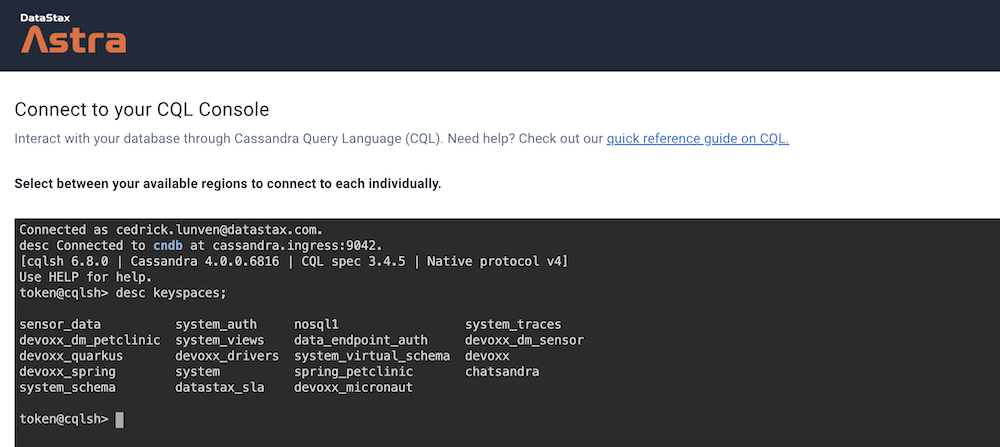 DataStax
Astra
Connect to your CQL Console
Interact with your database through Cassandra Query Language (CQL). Need help? Check out our quick reference guide on CQL.
Select between your available regions to connect to each individually.
Connected as cedrick.lunven@datastax.com.
desc Connected to cndb at cassandra.ingress:9042.
[cqlsh 6.8.0 | Cassandra 4.0.0.6816 | CQL spec 3.4.5 | Native protocol v4]
Use HELP for help.
token@cqlsh> desc keyspaces;
sensor_data system_auth nosql1 system_traces
devoxx_dm_petclinic system_views data_endpoint_auth devoxx_dm_sensor
devoxx_quarkus devoxx_drivers system_virtual_schema devoxx
devoxx_spring system spring_petclinic chatsandra
system_schema datastax_sla devoxx_micronaut
token@cqlsh>